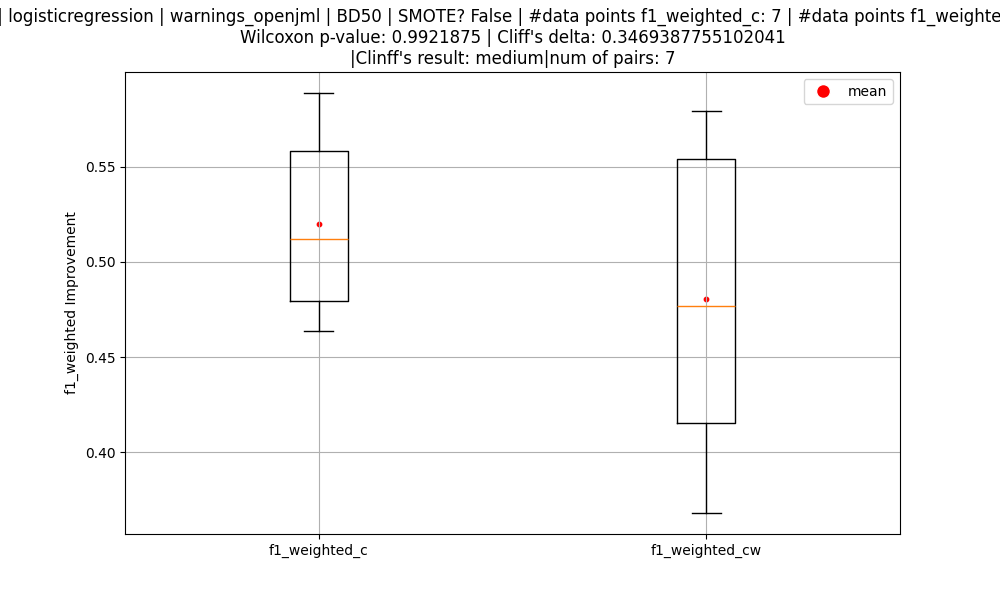 | logisticregression | warnings_openjml | BD50 | SMOTE? False | #data points f1_weighted_c: 7 | #data points
Wilcoxon p-value: 0.9921875 | Cliff's delta: 0.3469387755102041
|Clinff's result: medium|num of pairs: 7
mean
f1_weighted Improvement
0.55
0.50
0.45
0.40
f1_weighted_c
f1_weighted_cw